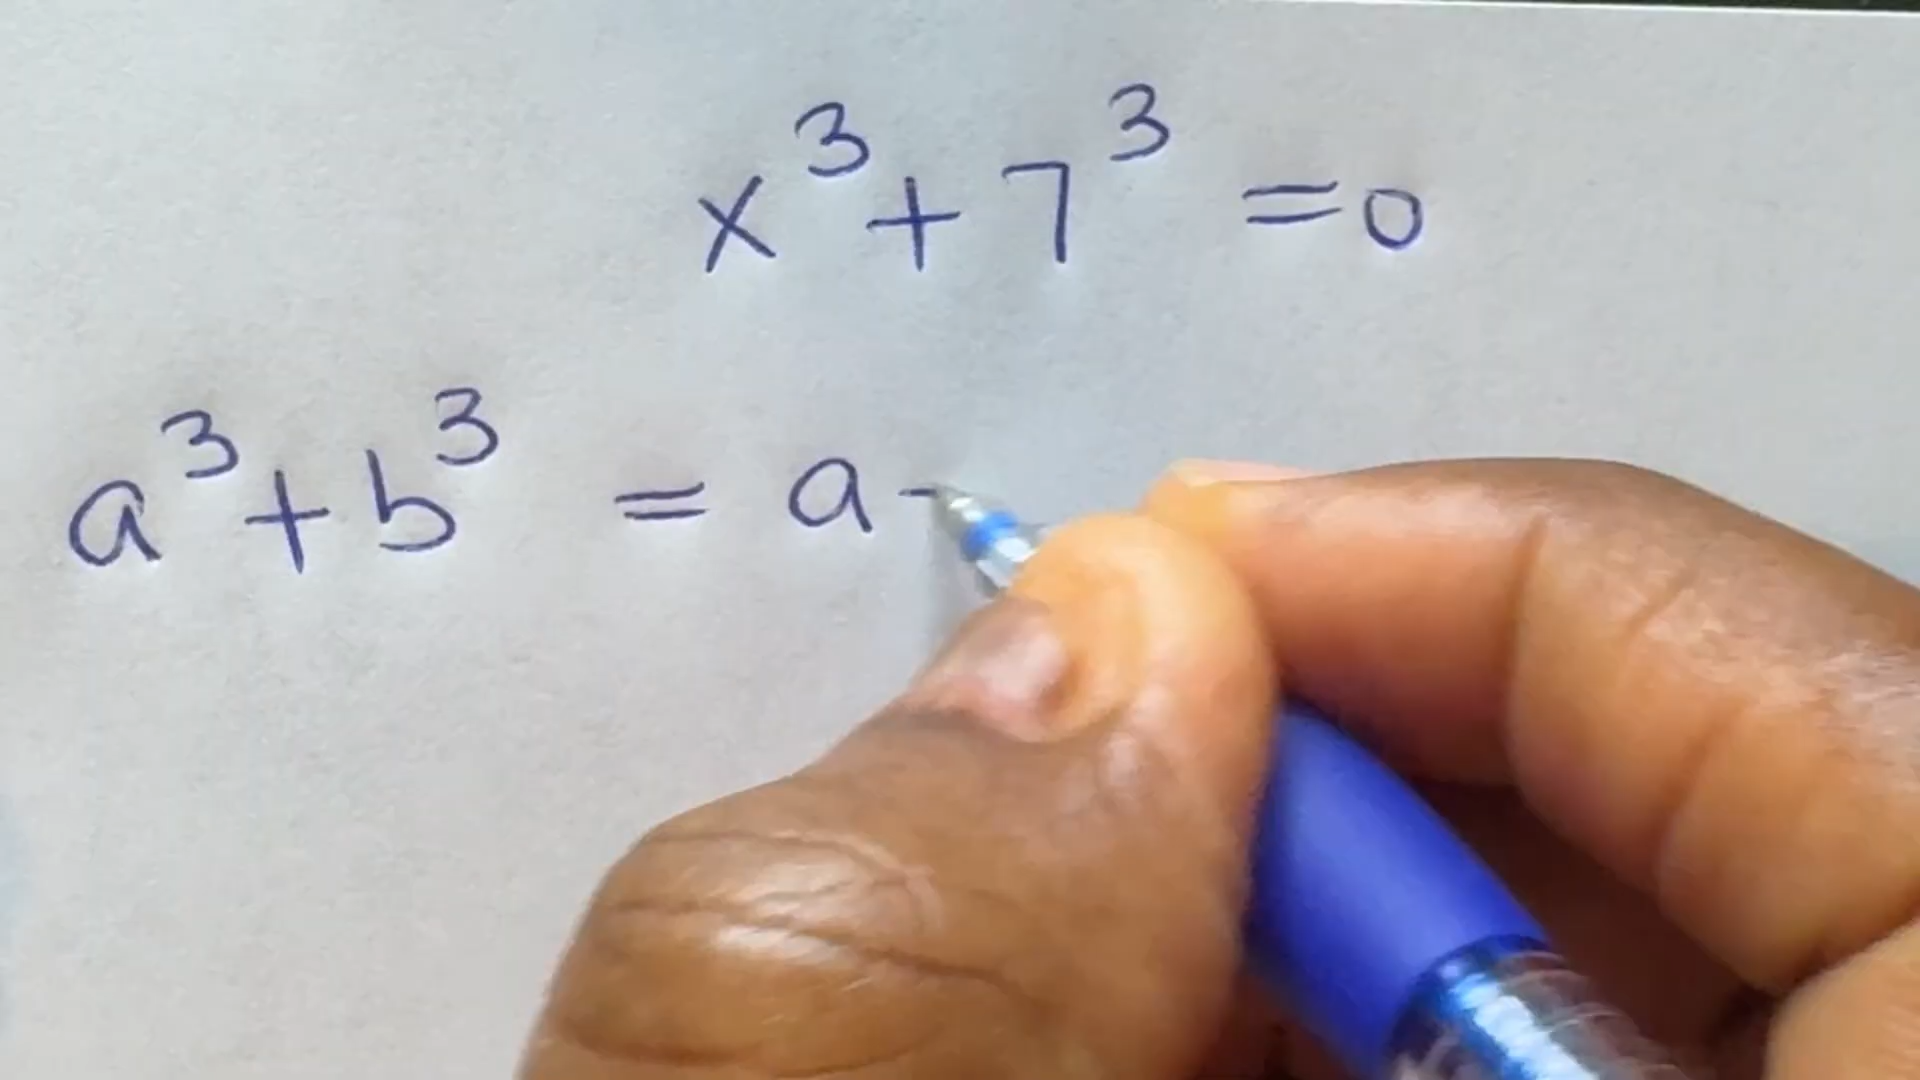 x³ + 7³ = 0
a³ + b³ = a -